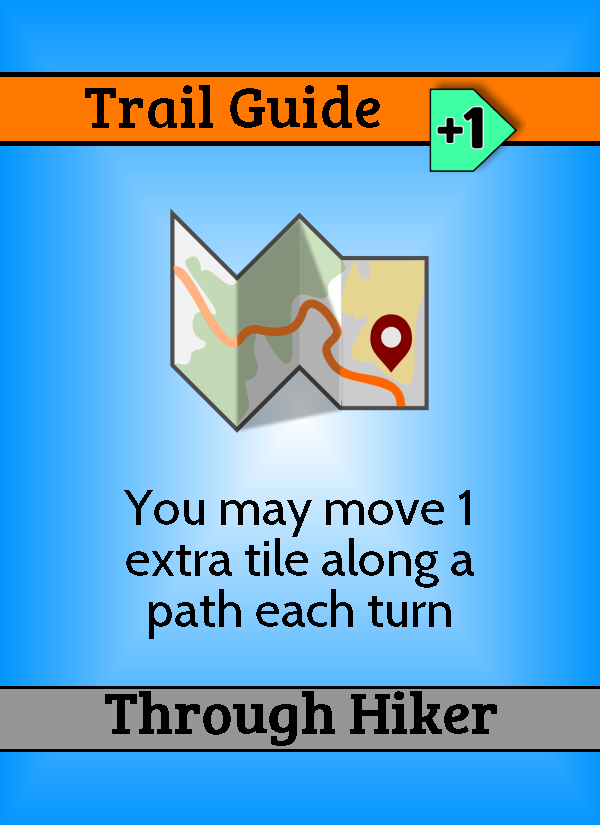 Trail Guide
+1
You may move 1
extra tile along a
path each turn
Through Hiker